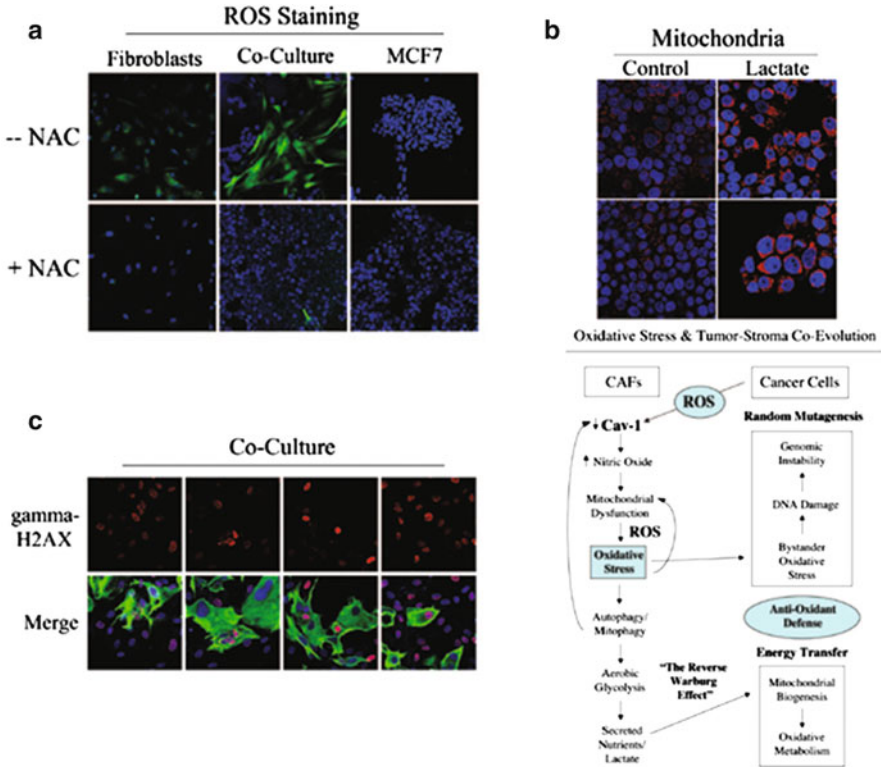 a
ROS Staining
Fibroblasts
Co-Culture
MCF7
-- NAC
+ NAC
b
Mitochondria
Control
Lactate
Oxidative Stress & Tumor-Stroma Co-Evolution
CAFs
ROS
Cancer Cells
Random Mutagenesis
↓ Cav-1
↑ Nitric Oxide
Mitochondrial
Dysfunction
ROS
Oxidative
Stress
Autophagy/
Mitophagy
Aerobic
Glycolysis
Secreted
Nutrients/
Lactate
Genomic
Instability
DNA Damage
Bystander
Oxidative
Stress
Anti-Oxidant
Defense
Energy Transfer
"The Reverse
Warburg
Effect"
Mitochondrial
Biogenesis
Oxidative
Metabolism
c
Co-Culture
gamma-
H2AX
Merge